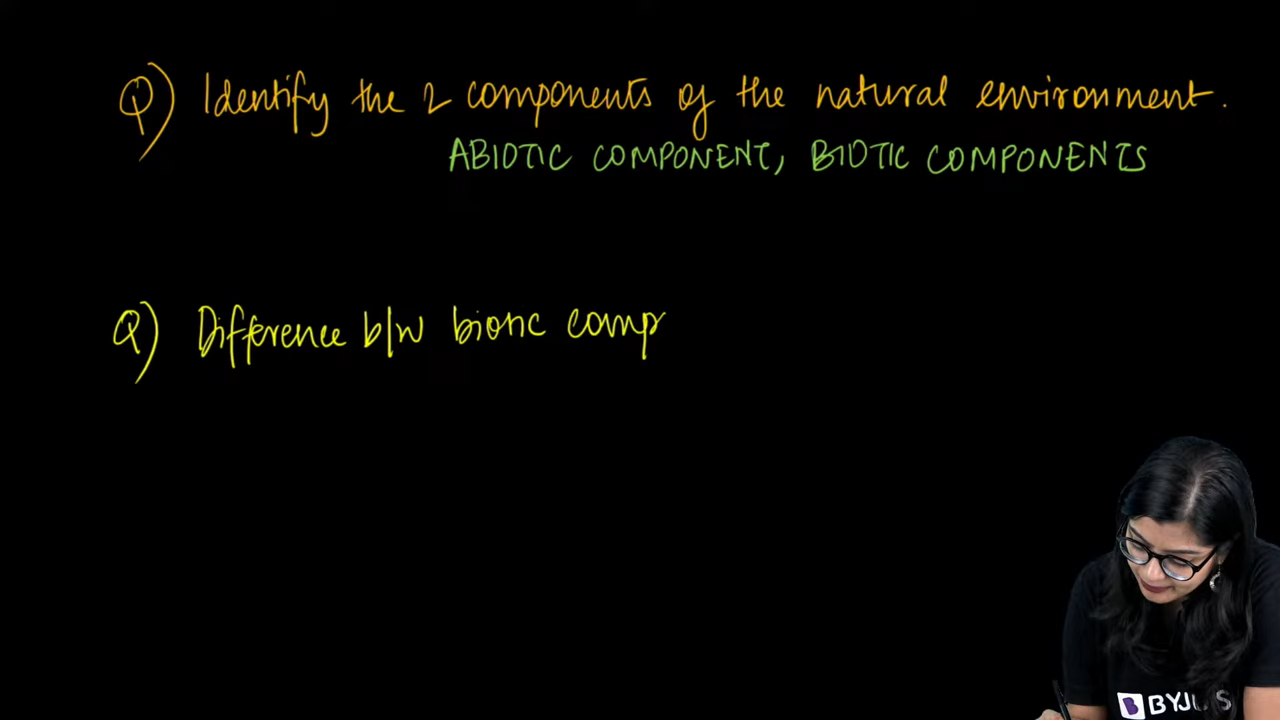 Q) Identify the 2 components of the natural environment.
ABIOTIC COMPONENT, BIOTIC COMPONENTS
Q) Difference b/w biotic comp
BYJU'S